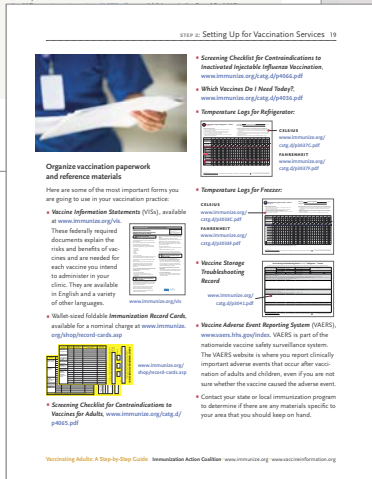 STEP 2: Setting Up for Vaccination Services 19
Organize vaccination paperwork
and reference materials
Here are some of the most important forms you
are going to use in your vaccination practice:
• Vaccine Information Statements (VISs), available
at www.immunize.org/vis.
These federally required
documents explain the
risks and benefits of vac-
cines and are needed for
each vaccine you intend
to administer in your
clinic. They are available
in English and a variety
of other languages.
www.immunize.org/vis
• Wallet-sized foldable Immunization Record Cards,
available for a nominal charge at www.immunize.
org/shop/record-cards.asp
www.immunize.org/
shop/record-cards.asp
• Screening Checklist for Contraindications to
Vaccines for Adults, www.immunize.org/catg.d/
p4065.pdf
• Screening Checklist for Contraindications to
Inactivated Injectable Influenza Vaccination,
www.immunize.org/catg.d/p4066.pdf
• Which Vaccines Do I Need Today?,
www.immunize.org/catg.d/p4036.pdf
• Temperature Logs for Refrigerator:
CELSIUS
www.immunize.org/
catg.d/p3037C.pdf
FAHRENHEIT
www.immunize.org/
catg.d/p3037F.pdf
• Temperature Logs for Freezer:
CELSIUS
www.immunize.org/
catg.d/p3038C.pdf
FAHRENHEIT
www.immunize.org/
catg.d/p3038F.pdf
• Vaccine Storage
Troubleshooting
Record
www.immunize.org/
catg.d/p3041.pdf
• Vaccine Adverse Event Reporting System (VAERS),
www.vaers.hhs.gov/index. VAERS is part of the
nationwide vaccine safety surveillance system.
The VAERS website is where you report clinically
important adverse events that occur after vacci-
nation of adults and children, even if you are not
sure whether the vaccine caused the adverse event.
• Contact your state or local immunization program
to determine if there are any materials specific to
your area that you should keep on hand.
Vaccinating Adults: A Step-by-Step Guide Immunization Action Coalition · www.immunize.org · www.vaccineinformation.org